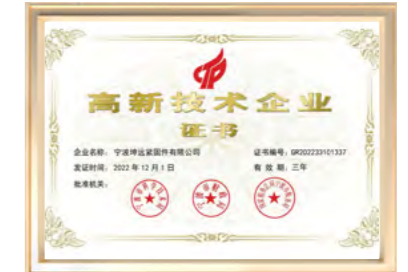 高新技术企业
证书
企业名称：宁波坤远紧固件有限公司
证书编号：GR202233101337
发证时间：2022年12月1日
有效期：三年
批准机关：